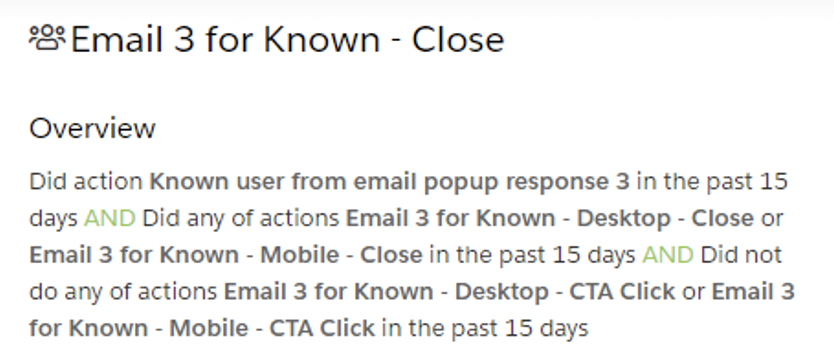 Email 3 for Known - Close
Overview
Did action Known user from email popup response 3 in the past 15
days AND Did any of actions Email 3 for Known - Desktop - Close or
Email 3 for Known - Mobile - Close in the past 15 days AND Did not
do any of actions Email 3 for Known - Desktop - CTA Click or Email 3
for Known - Mobile - CTA Click in the past 15 days